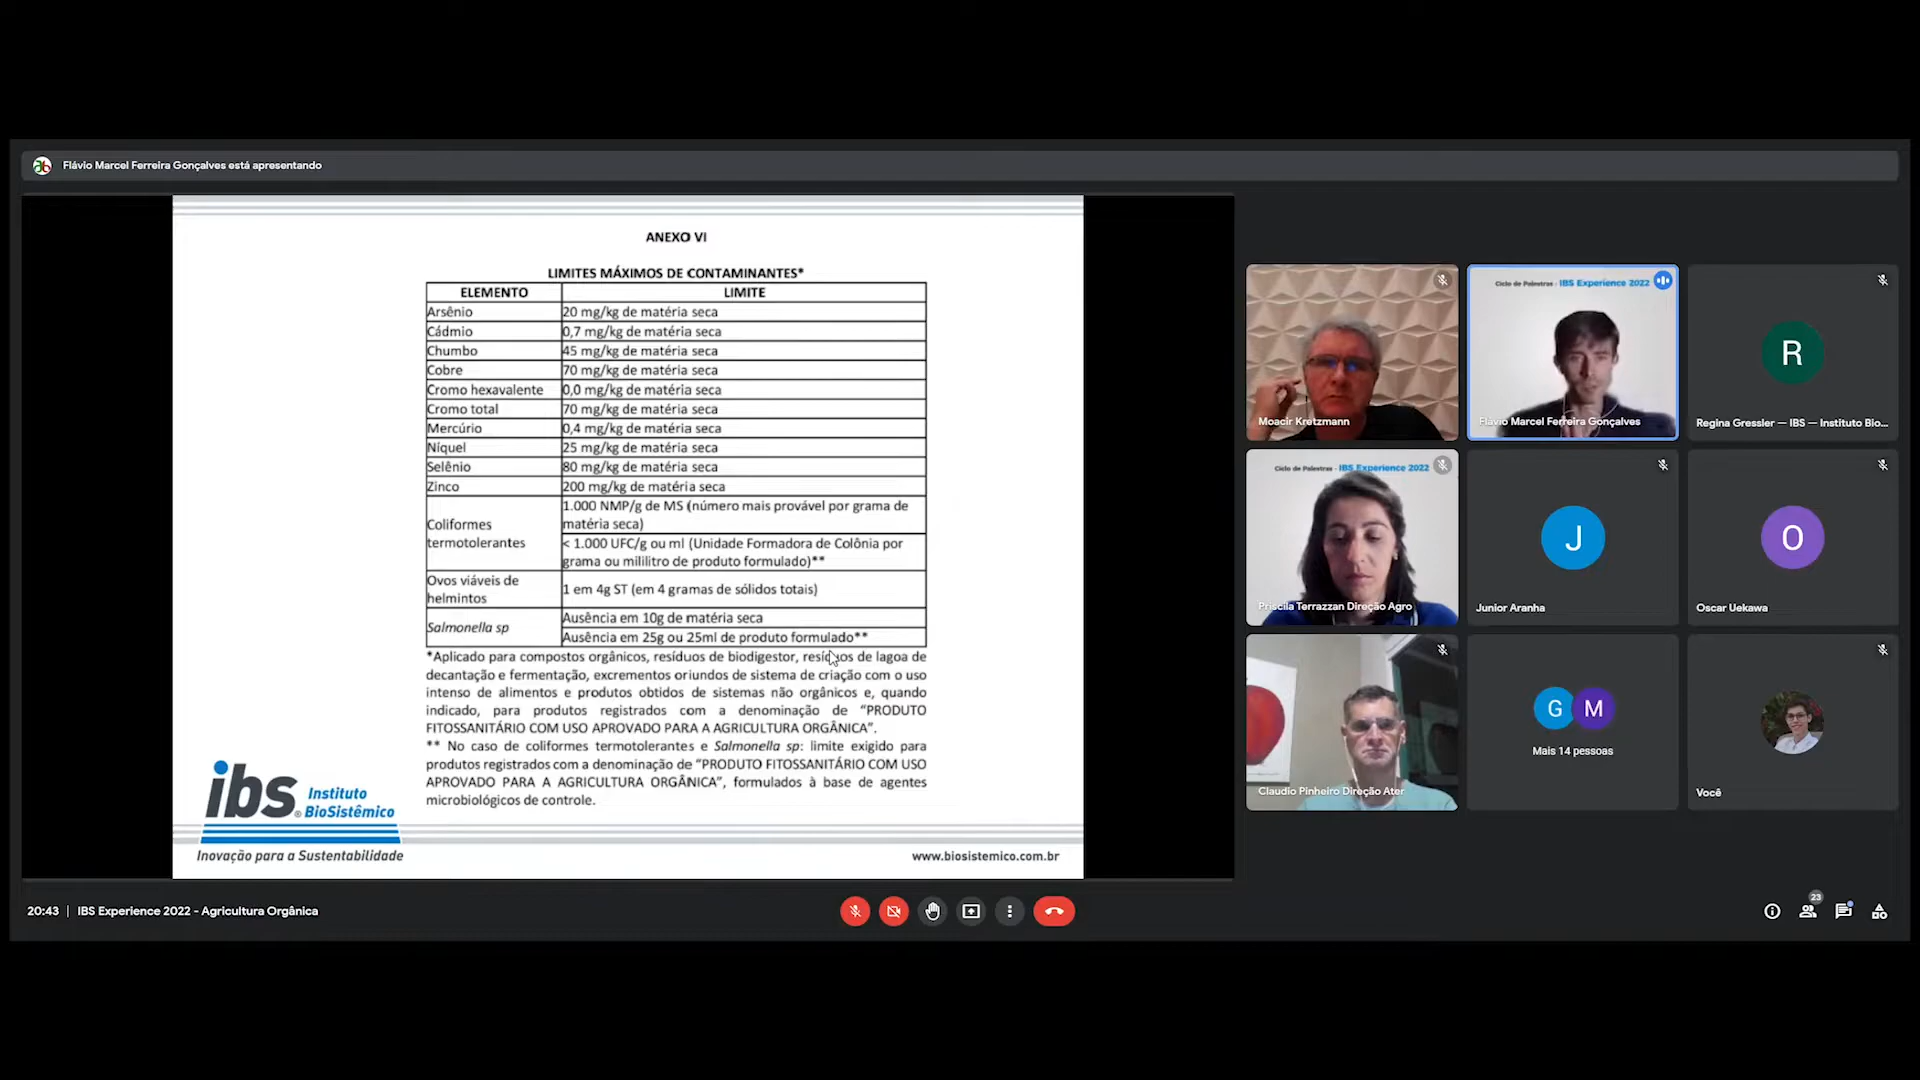 Flávio Marcel Ferreira Gonçalves está apresentando
ANEXO VI
LIMITES MÁXIMOS DE CONTAMINANTES*
ELEMENTO LIMITE
Arsênio 20 mg/kg de matéria seca
Cádmio 0,7 mg/kg de matéria seca
Chumbo 45 mg/kg de matéria seca
Cobre 70 mg/kg de matéria seca
Cromo hexavalente 0,0 mg/kg de matéria seca
Cromo total 70 mg/kg de matéria seca
Mercúrio 0,4 mg/kg de matéria seca
Níquel 25 mg/kg de matéria seca
Selênio 80 mg/kg de matéria seca
Zinco 200 mg/kg de matéria seca
Coliformes
termotolerantes
1.000 NMP/g de MS (número mais provável por grama de
matéria seca)
< 1.000 UFC/g ou ml (Unidade Formadora de Colônia por
grama ou mililitro de produto formulado)**
Ovos viáveis de
helmintos
1 em 4g ST (em 4 gramas de sólidos totais)
Salmonella sp
Ausência em 10g de matéria seca
Ausência em 25g ou 25ml de produto formulado**
*Aplicado para compostos orgânicos, resíduos de biodigestor, resíduos de lagoa de
decantação e fermentação, excrementos oriundos de sistema de criação com o uso
intenso de alimentos e produtos obtidos de sistemas não orgânicos e, quando
indicado, para produtos registrados com a denominação de “PRODUTO
FITOSSANITÁRIO COM USO APROVADO PARA A AGRICULTURA ORGÂNICA”.
** No caso de coliformes termotolerantes e Salmonella sp: limite exigido para
produtos registrados com a denominação de “PRODUTO FITOSSANITÁRIO COM USO
APROVADO PARA A AGRICULTURA ORGÂNICA”, formulados à base de agentes
microbiológicos de controle.
ibs® Instituto
BioSistêmico
Inovação para a Sustentabilidade
www.biosistemico.com.br
Moacir Kretzmann
Ciclo de Palestras - IBS Experience 2022
Flávio Marcel Ferreira Gonçalves
R
Regina Gressler — IBS — Instituto Bio...
Ciclo de Palestras - IBS Experience 2022
Priscila Terrazzan Direção Agro
J
Junior Aranha
O
Oscar Uekawa
Claudio Pinheiro Direção Ater
G M
Mais 14 pessoas
Você
20:43 | IBS Experience 2022 - Agricultura Orgânica
23